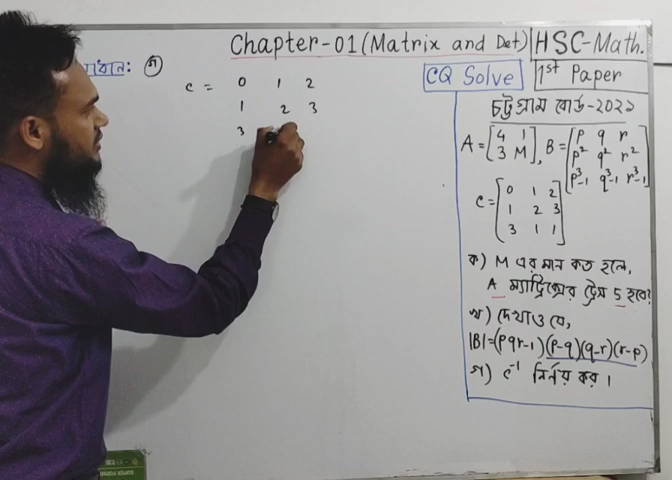 Chapter-01 (Matrix and Det)
HSC-Math.
CQ Solve
1st Paper
গ
c = 0 1 2
1 2 3
3
চট্টগ্রাম বোর্ড-২০২১
A = [4 1
3 M], B = [p q r
p² q² r²
p³-1 q³-1 r³-1]
c = [0 1 2
1 2 3
3 1 1]
ক) M এর মান কত হলে,
A ম্যাট্রিক্সের ট্রেস 5 হবে?
খ) দেখাও যে,
|B|=(pqr-1)(p-q)(q-r)(r-p)
গ) c⁻¹ নির্ণয় কর।